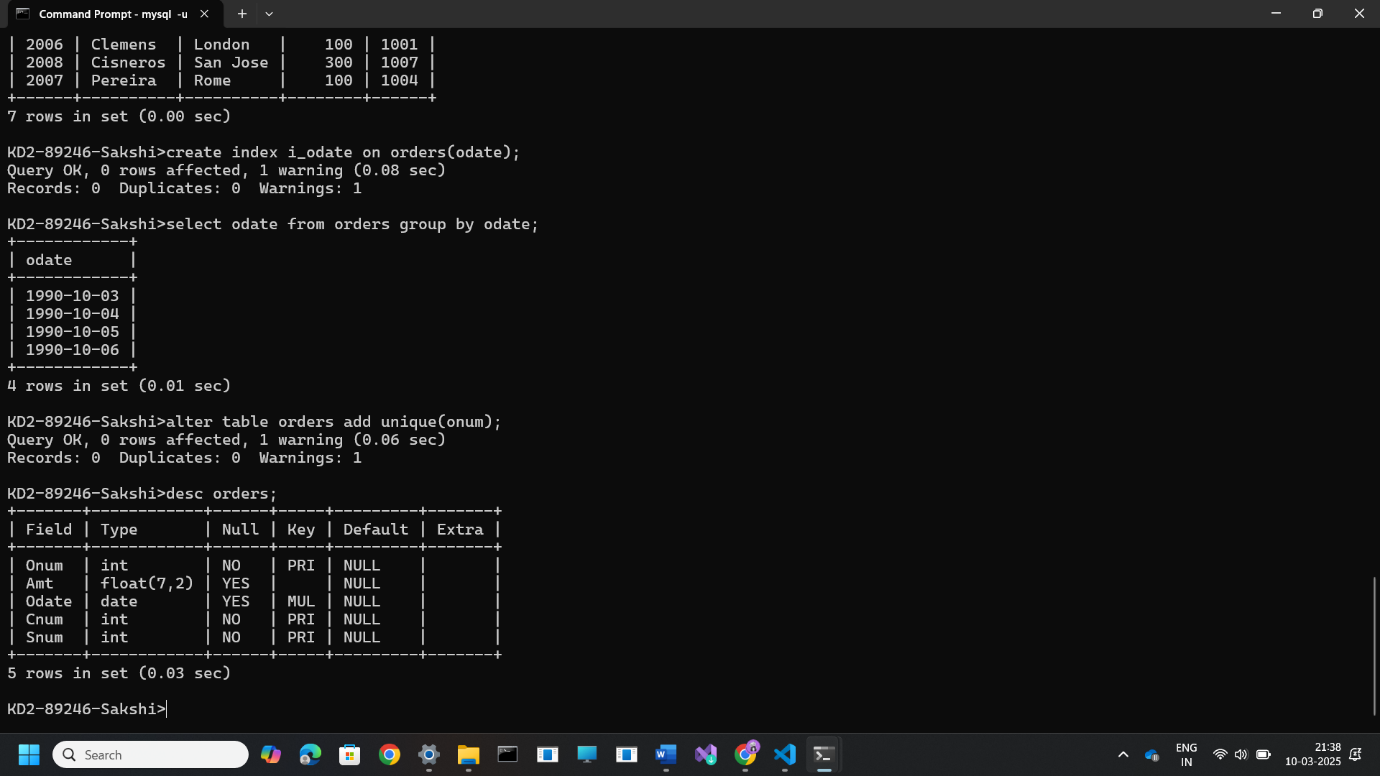 Command Prompt - mysql  -u
| 2006 | Clemens  | London   |    100 | 1001 |
| 2008 | Cisneros | San Jose |    300 | 1007 |
| 2007 | Pereira  | Rome     |    100 | 1004 |
+------+----------+----------+--------+------+
7 rows in set (0.00 sec)
KD2-89246-Sakshi>create index i_odate on orders(odate);
Query OK, 0 rows affected, 1 warning (0.08 sec)
Records: 0  Duplicates: 0  Warnings: 1
KD2-89246-Sakshi>select odate from orders group by odate;
+------------+
| odate      |
+------------+
| 1990-10-03 |
| 1990-10-04 |
| 1990-10-05 |
| 1990-10-06 |
+------------+
4 rows in set (0.01 sec)
KD2-89246-Sakshi>alter table orders add unique(onum);
Query OK, 0 rows affected, 1 warning (0.06 sec)
Records: 0  Duplicates: 0  Warnings: 1
KD2-89246-Sakshi>desc orders;
+-------+------------+------+-----+---------+-------+
| Field | Type       | Null | Key | Default | Extra |
+-------+------------+------+-----+---------+-------+
| Onum  | int        | NO   | PRI | NULL    |       |
| Amt   | float(7,2) | YES  |     | NULL    |       |
| Odate | date       | YES  | MUL | NULL    |       |
| Cnum  | int        | NO   | PRI | NULL    |       |
| Snum  | int        | NO   | PRI | NULL    |       |
+-------+------------+------+-----+---------+-------+
5 rows in set (0.03 sec)
KD2-89246-Sakshi>
Search
ENG
IN
21:38
10-03-2025